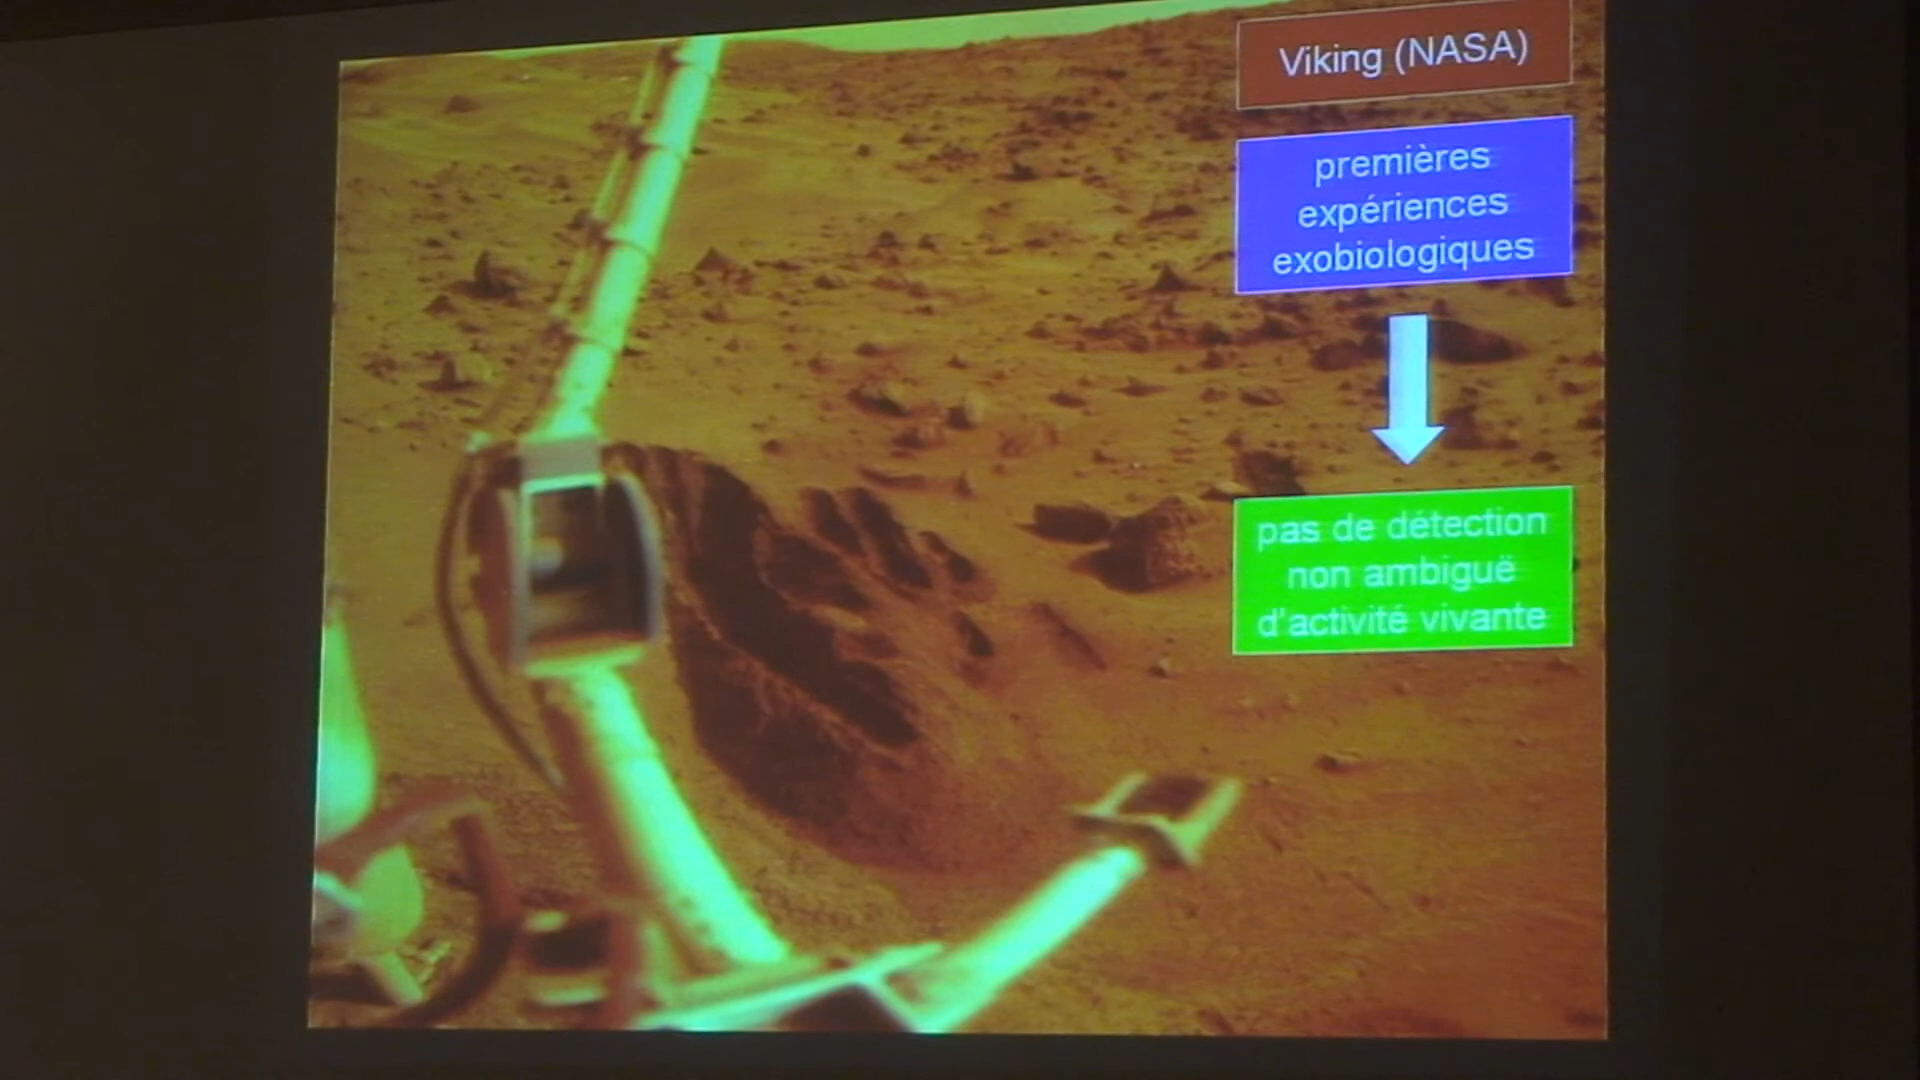 Viking (NASA)
premières
expériences
exobiologiques
pas de détection
non ambiguë
d'activité vivante